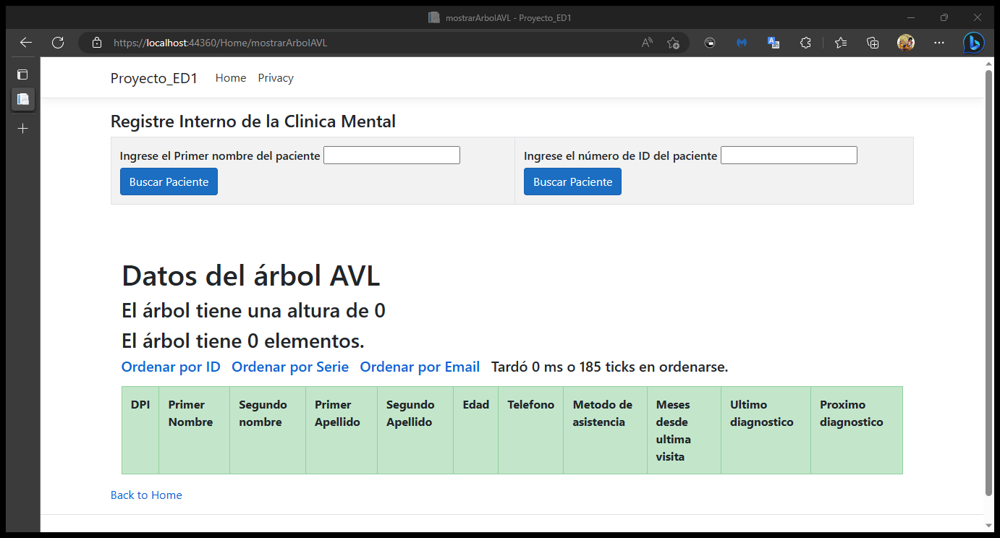 mostrarArbolAVL - Proyecto_ED1
https://localhost:44360/Home/mostrarArbolAVL
Proyecto_ED1 Home Privacy
Registre Interno de la Clinica Mental
Ingrese el Primer nombre del paciente
Buscar Paciente
Ingrese el número de ID del paciente
Buscar Paciente
Datos del árbol AVL
El árbol tiene una altura de 0
El árbol tiene 0 elementos.
Ordenar por ID Ordenar por Serie Ordenar por Email Tardó 0 ms o 185 ticks en ordenarse.
DPI
Primer
Nombre
Segundo
nombre
Primer
Apellido
Segundo
Apellido
Edad
Telefono
Metodo de
asistencia
Meses
desde
ultima
visita
Ultimo
diagnostico
Proximo
diagnostico
Back to Home